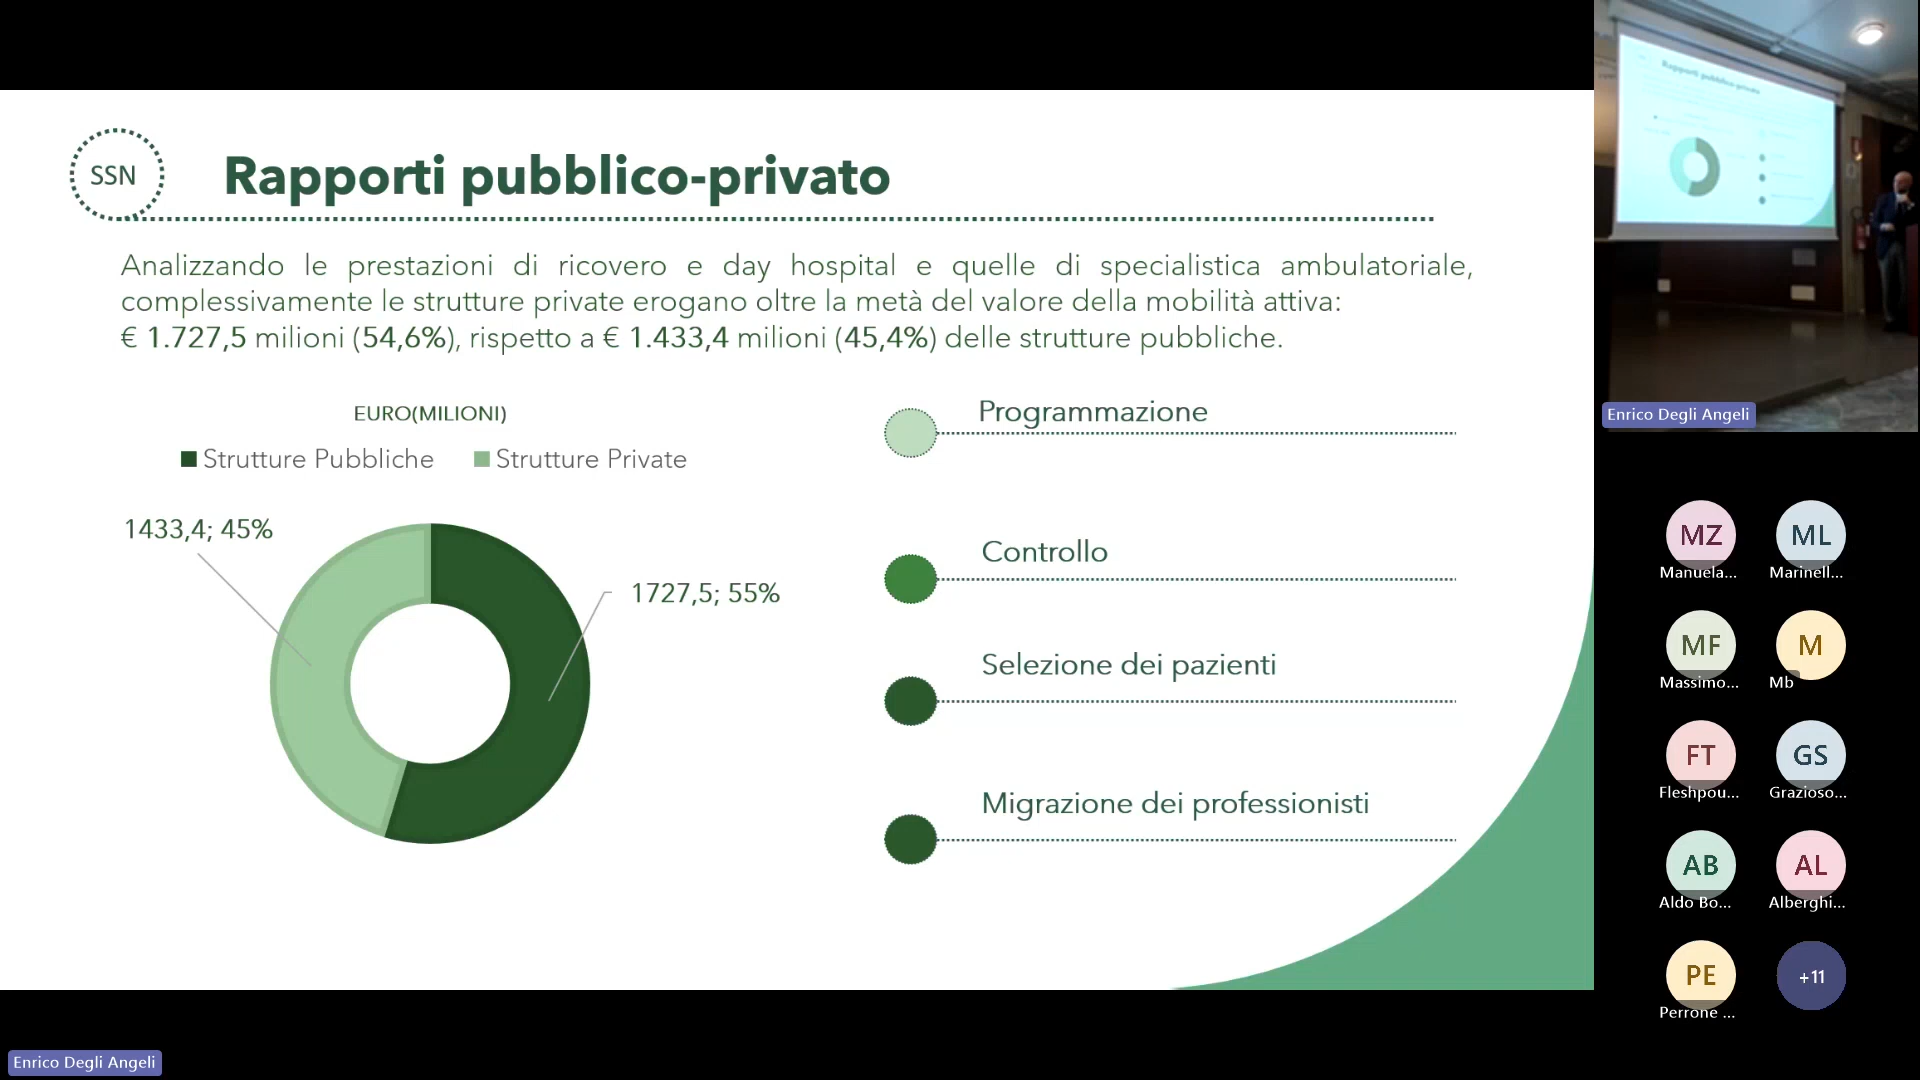 SSN
Rapporti pubblico-privato
Analizzando le prestazioni di ricovero e day hospital e quelle di specialistica ambulatoriale,
complessivamente le strutture private erogano oltre la metà del valore della mobilità attiva:
€ 1.727,5 milioni (54,6%), rispetto a € 1.433,4 milioni (45,4%) delle strutture pubbliche.
EURO(MILIONI)
Strutture Pubbliche Strutture Private
1433,4; 45%
1727,5; 55%
Programmazione
Controllo
Selezione dei pazienti
Migrazione dei professionisti
Rapporti pubblico-privato
Enrico Degli Angeli
MZ ML
Manuela... Marinell...
MF M
Massimo... Mb
FT GS
Fleshpou... Grazioso...
AB AL
Aldo Bo... Alberghi...
PE +11
Perrone ...
Enrico Degli Angeli